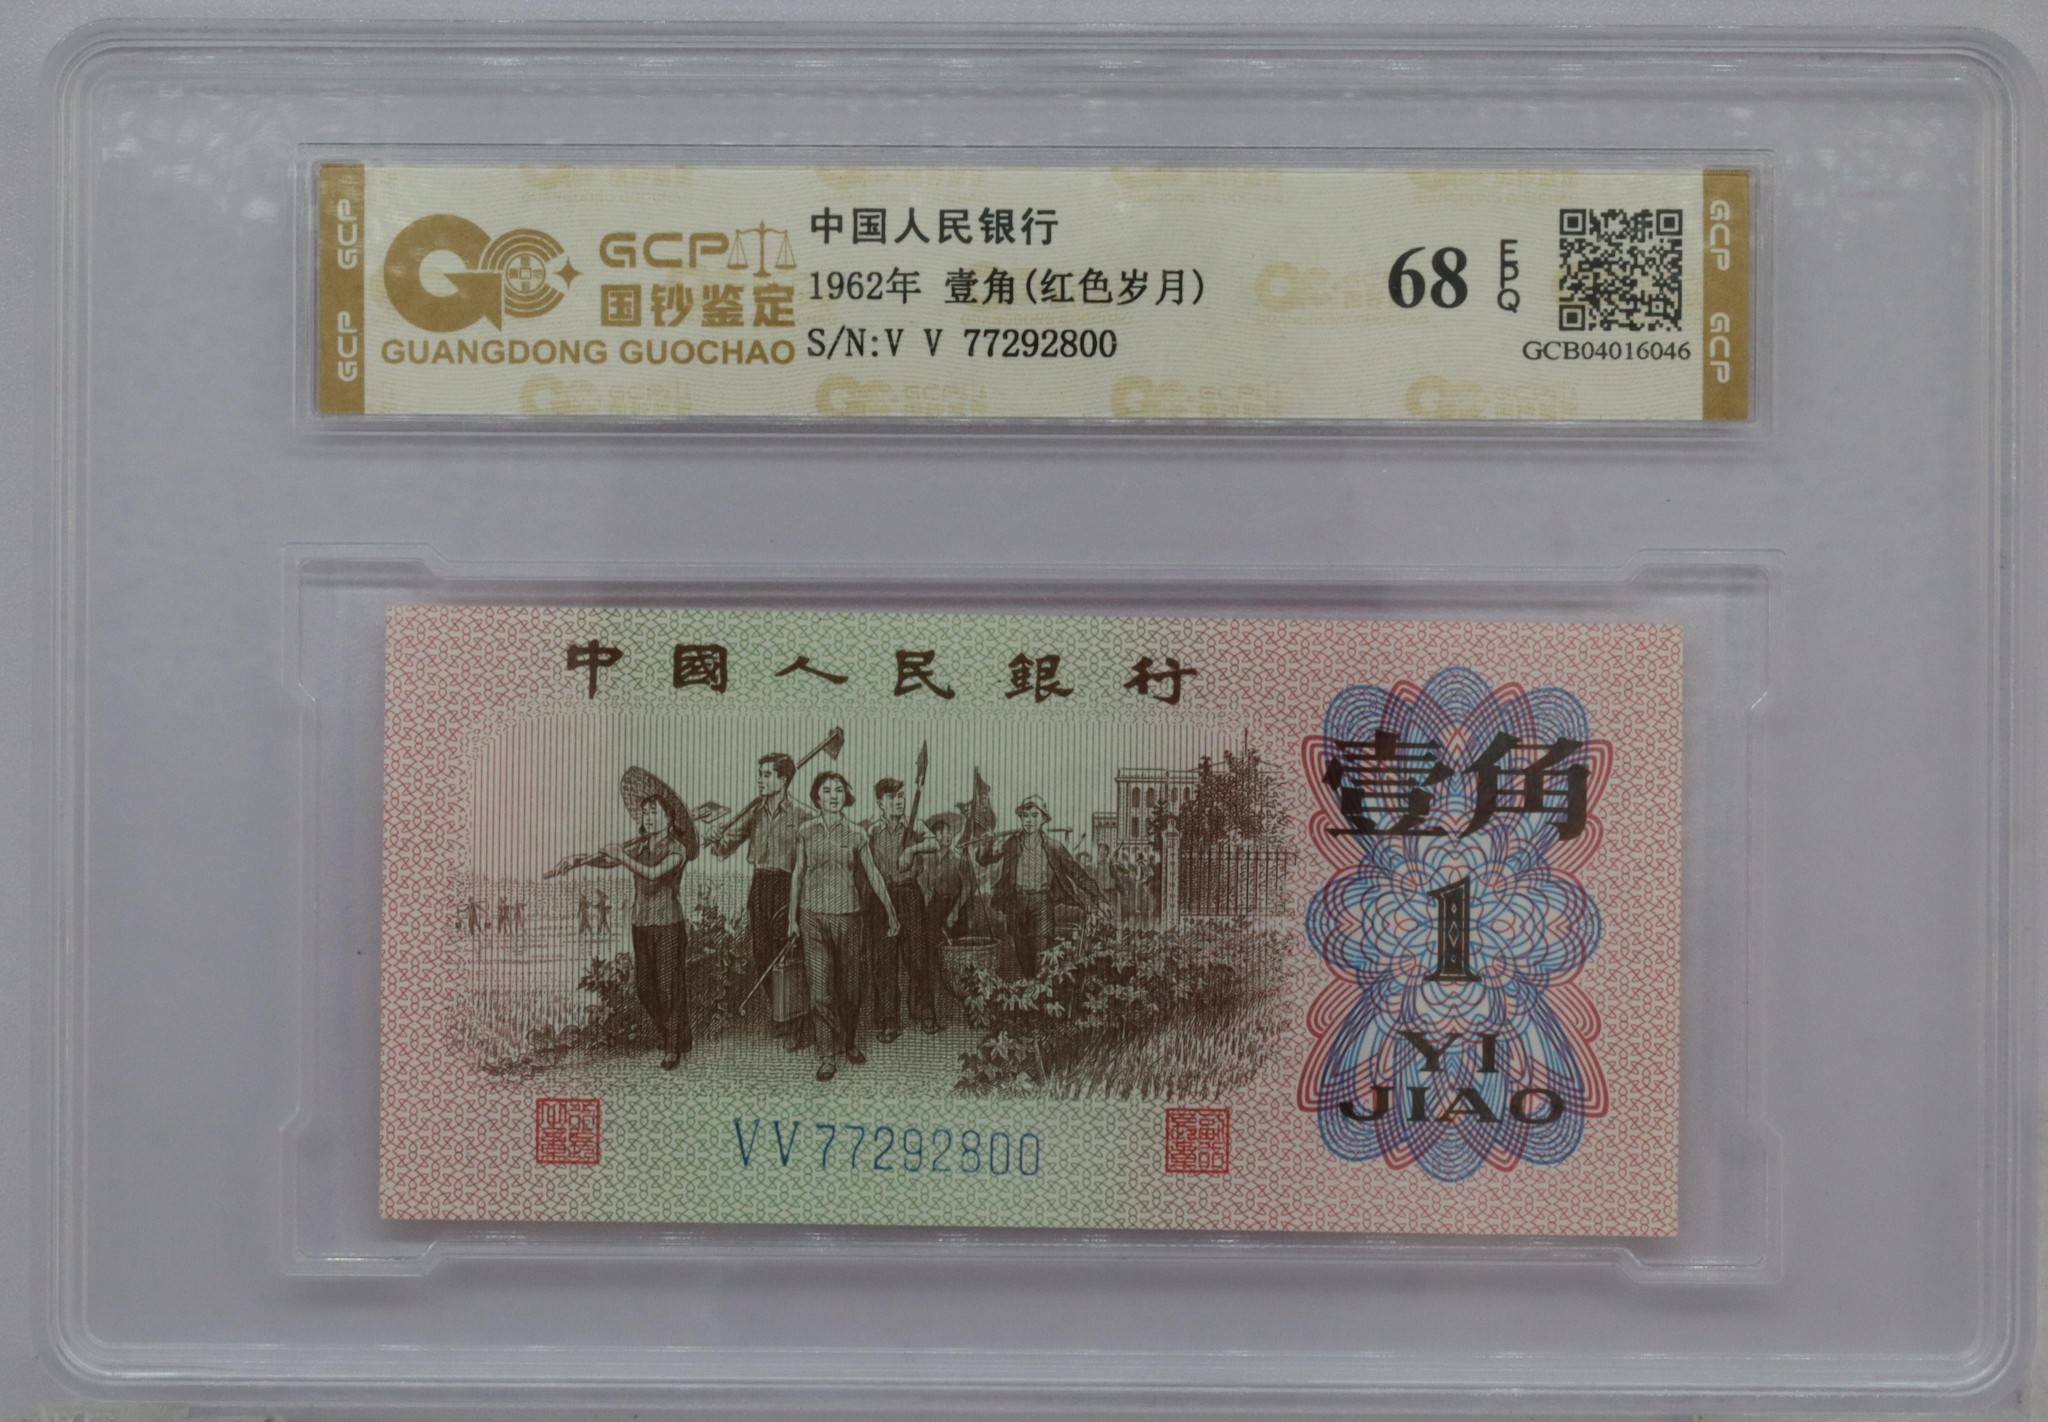 GCP
GCP
GCP
国钞鉴定
GUANGDONG GUOCHAO
中国人民银行
1962年 壹角(红色岁月)
S/N:V V 77292800
68
EPQ
GCB04016046
GCP
GCP
中國人民銀行
壹角
1
YI
JIAO
VV77292800